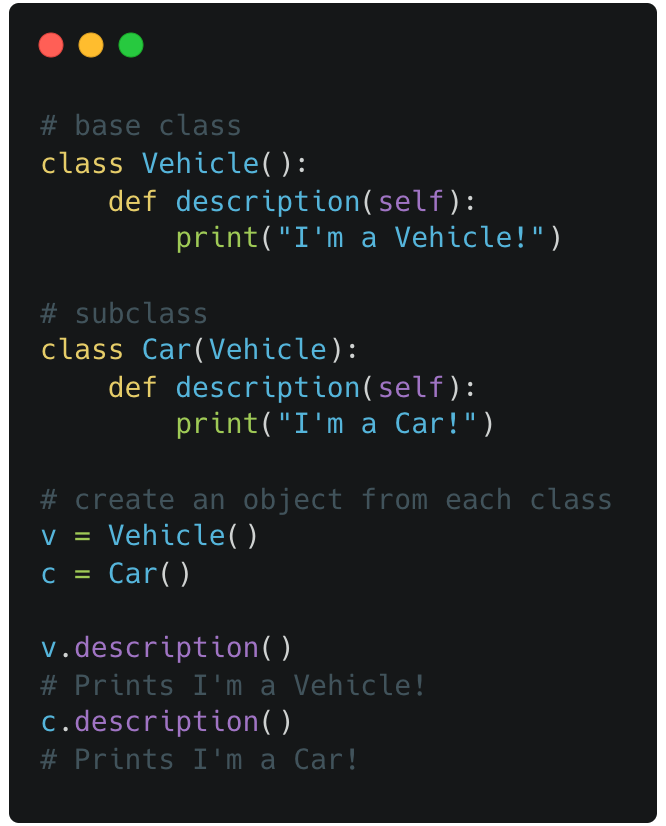 # base class
class Vehicle():
    def description(self):
        print("I'm a Vehicle!")
# subclass
class Car(Vehicle):
    def description(self):
        print("I'm a Car!")
# create an object from each class
v = Vehicle()
c = Car()
v.description()
# Prints I'm a Vehicle!
c.description()
# Prints I'm a Car!